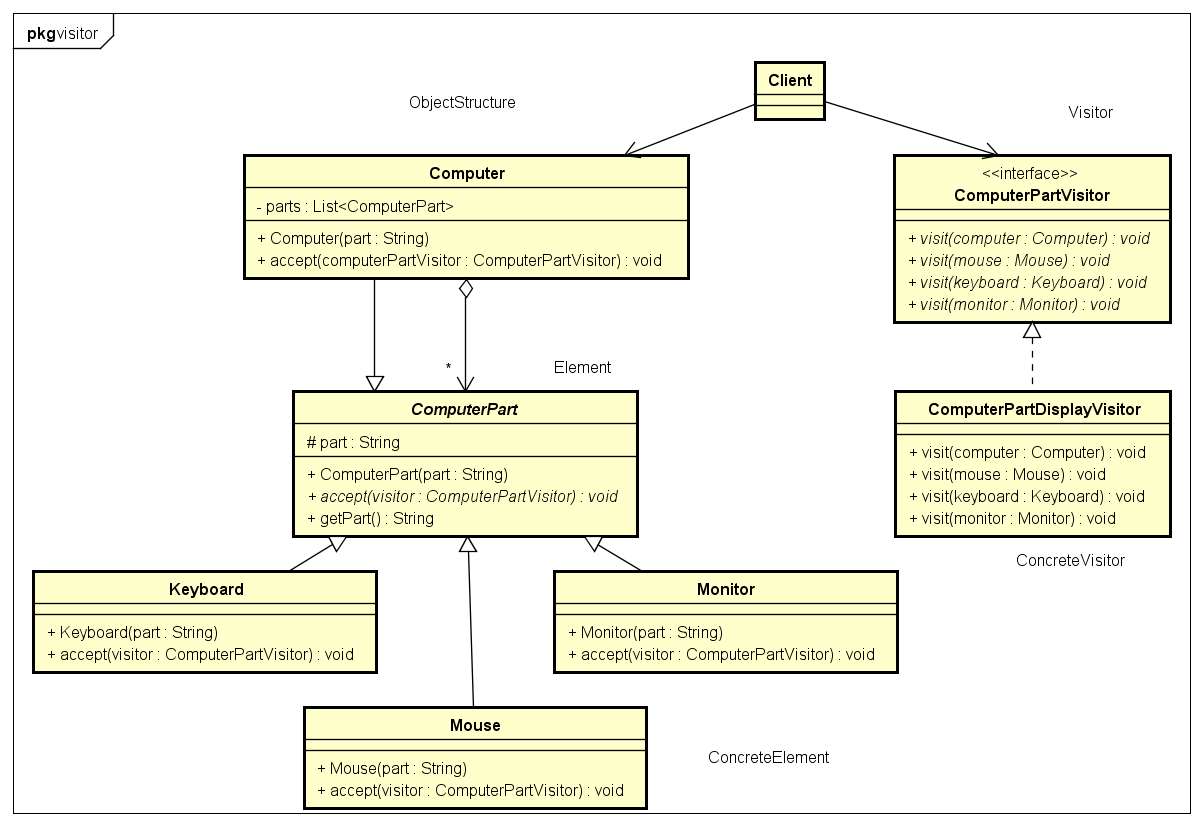 pkg visitor
Client
ObjectStructure
Visitor
Computer
- parts : List<ComputerPart>
+ Computer(part : String)
+ accept(computerPartVisitor : ComputerPartVisitor) : void
<<interface>>
ComputerPartVisitor
+ visit(computer : Computer) : void
+ visit(mouse : Mouse) : void
+ visit(keyboard : Keyboard) : void
+ visit(monitor : Monitor) : void
*
Element
ComputerPart
# part : String
+ ComputerPart(part : String)
+ accept(visitor : ComputerPartVisitor) : void
+ getPart() : String
ComputerPartDisplayVisitor
+ visit(computer : Computer) : void
+ visit(mouse : Mouse) : void
+ visit(keyboard : Keyboard) : void
+ visit(monitor : Monitor) : void
ConcreteVisitor
Keyboard
+ Keyboard(part : String)
+ accept(visitor : ComputerPartVisitor) : void
Monitor
+ Monitor(part : String)
+ accept(visitor : ComputerPartVisitor) : void
Mouse
+ Mouse(part : String)
+ accept(visitor : ComputerPartVisitor) : void
ConcreteElement